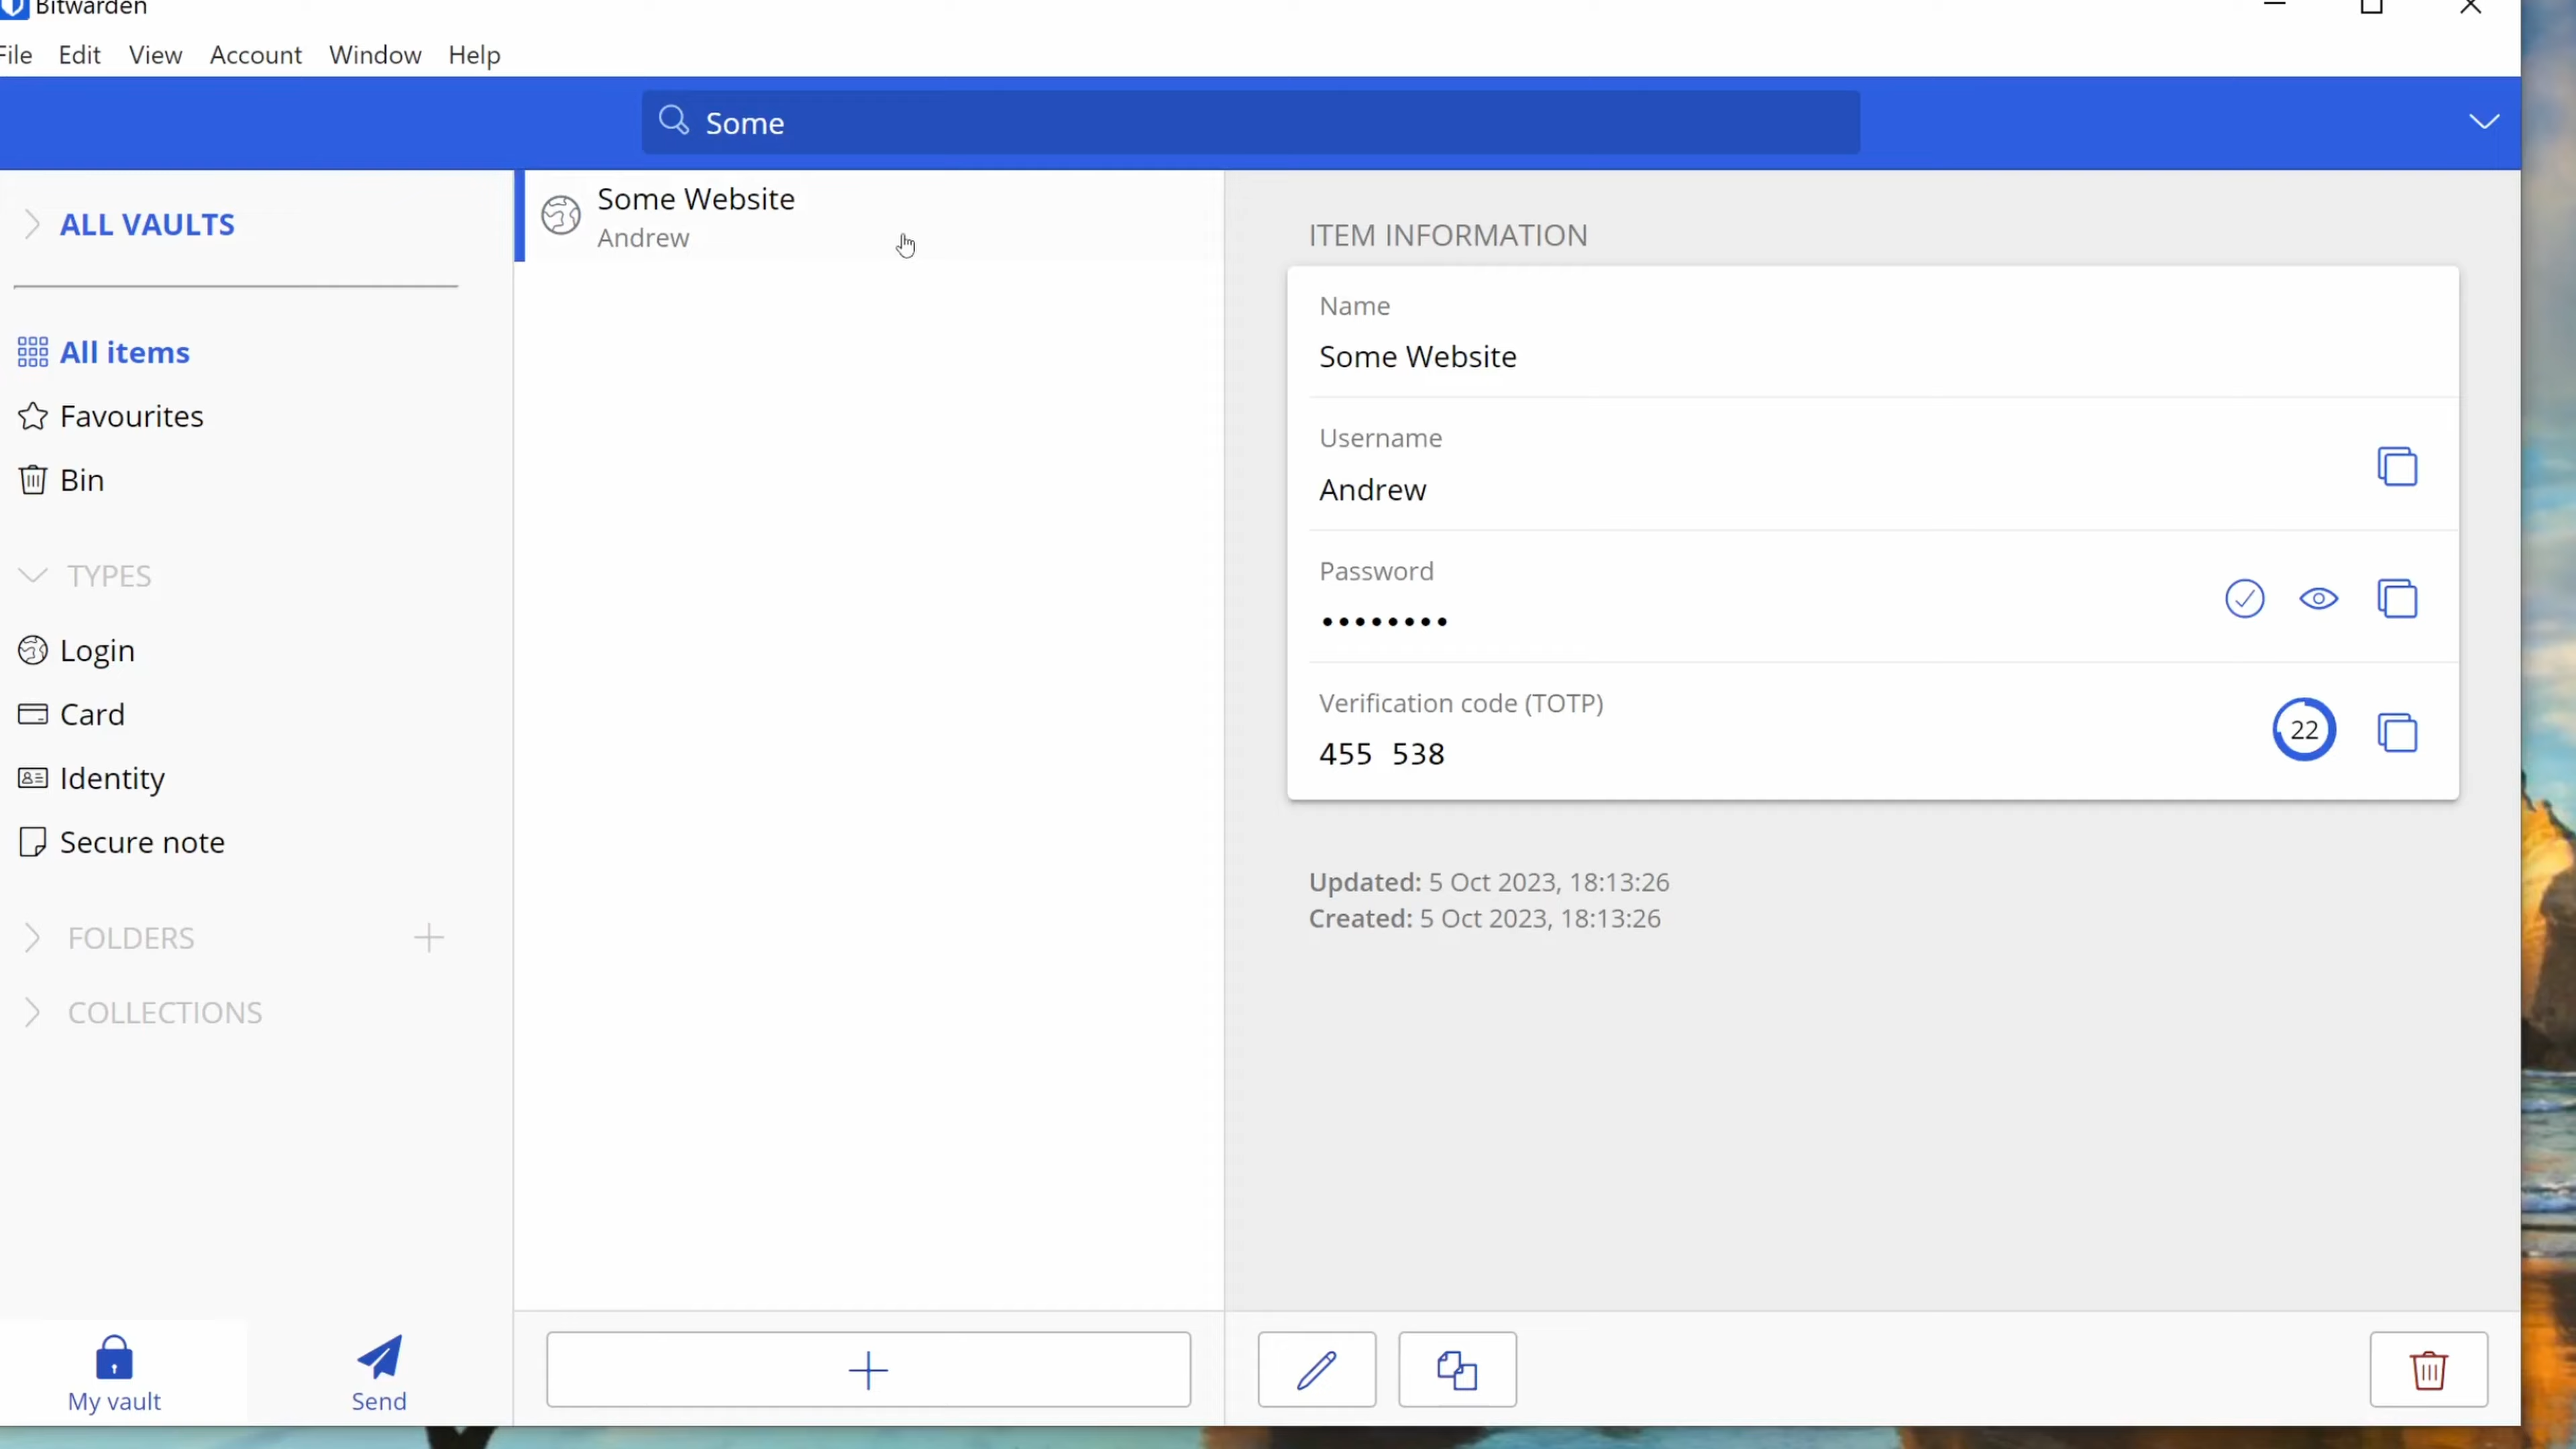 Bitwarden
File Edit View Account Window Help
Some
ALL VAULTS
All items
Favourites
Bin
TYPES
Login
Card
Identity
Secure note
FOLDERS
COLLECTIONS
My vault
Send
Some Website
Andrew
ITEM INFORMATION
Name
Some Website
Username
Andrew
Password
••••••••
Verification code (TOTP)
455 538
22
Updated: 5 Oct 2023, 18:13:26
Created: 5 Oct 2023, 18:13:26